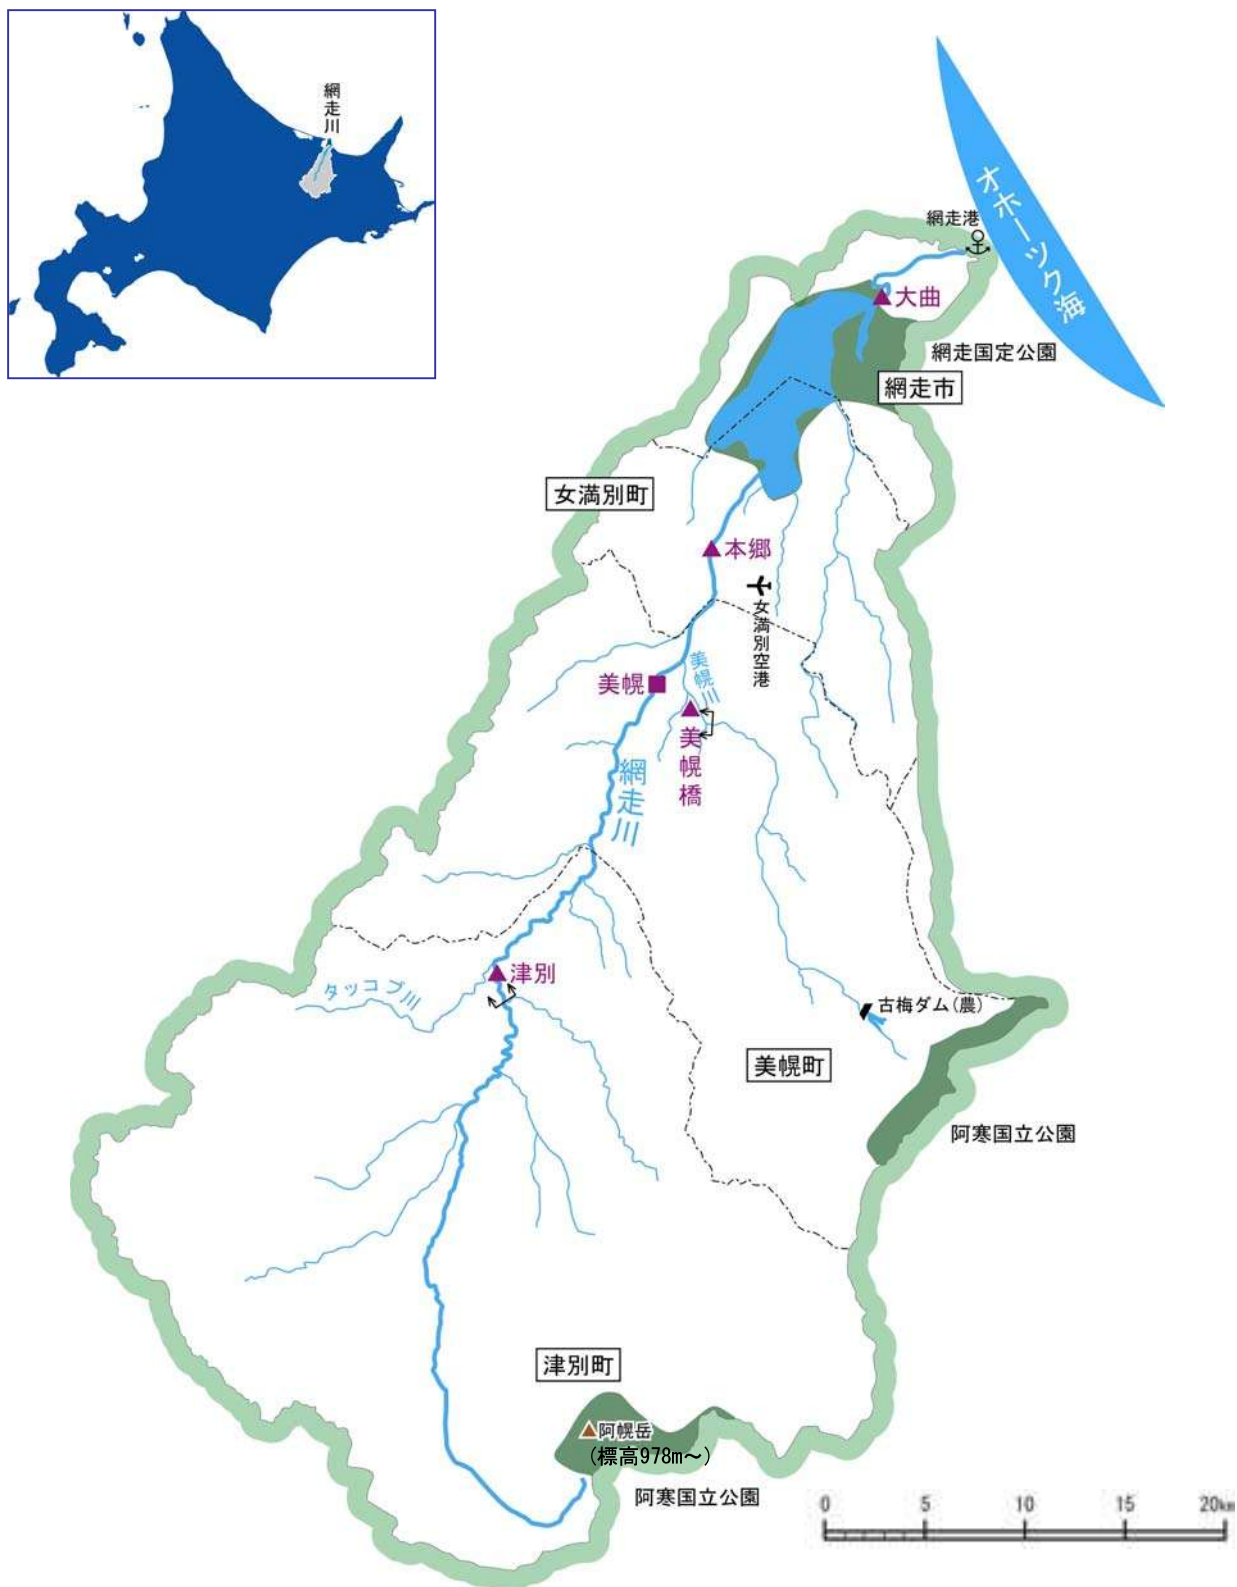 網走川
オホーツク海
網走港
大曲
網走国定公園
網走市
女満別町
本郷
女満別空港
美幌川
美幌
美幌橋
網走川
津別
タッコブ川
古梅ダム(農)
美幌町
阿寒国立公園
津別町
阿幌岳
(標高978m～)
阿寒国立公園
0 5 10 15 20km